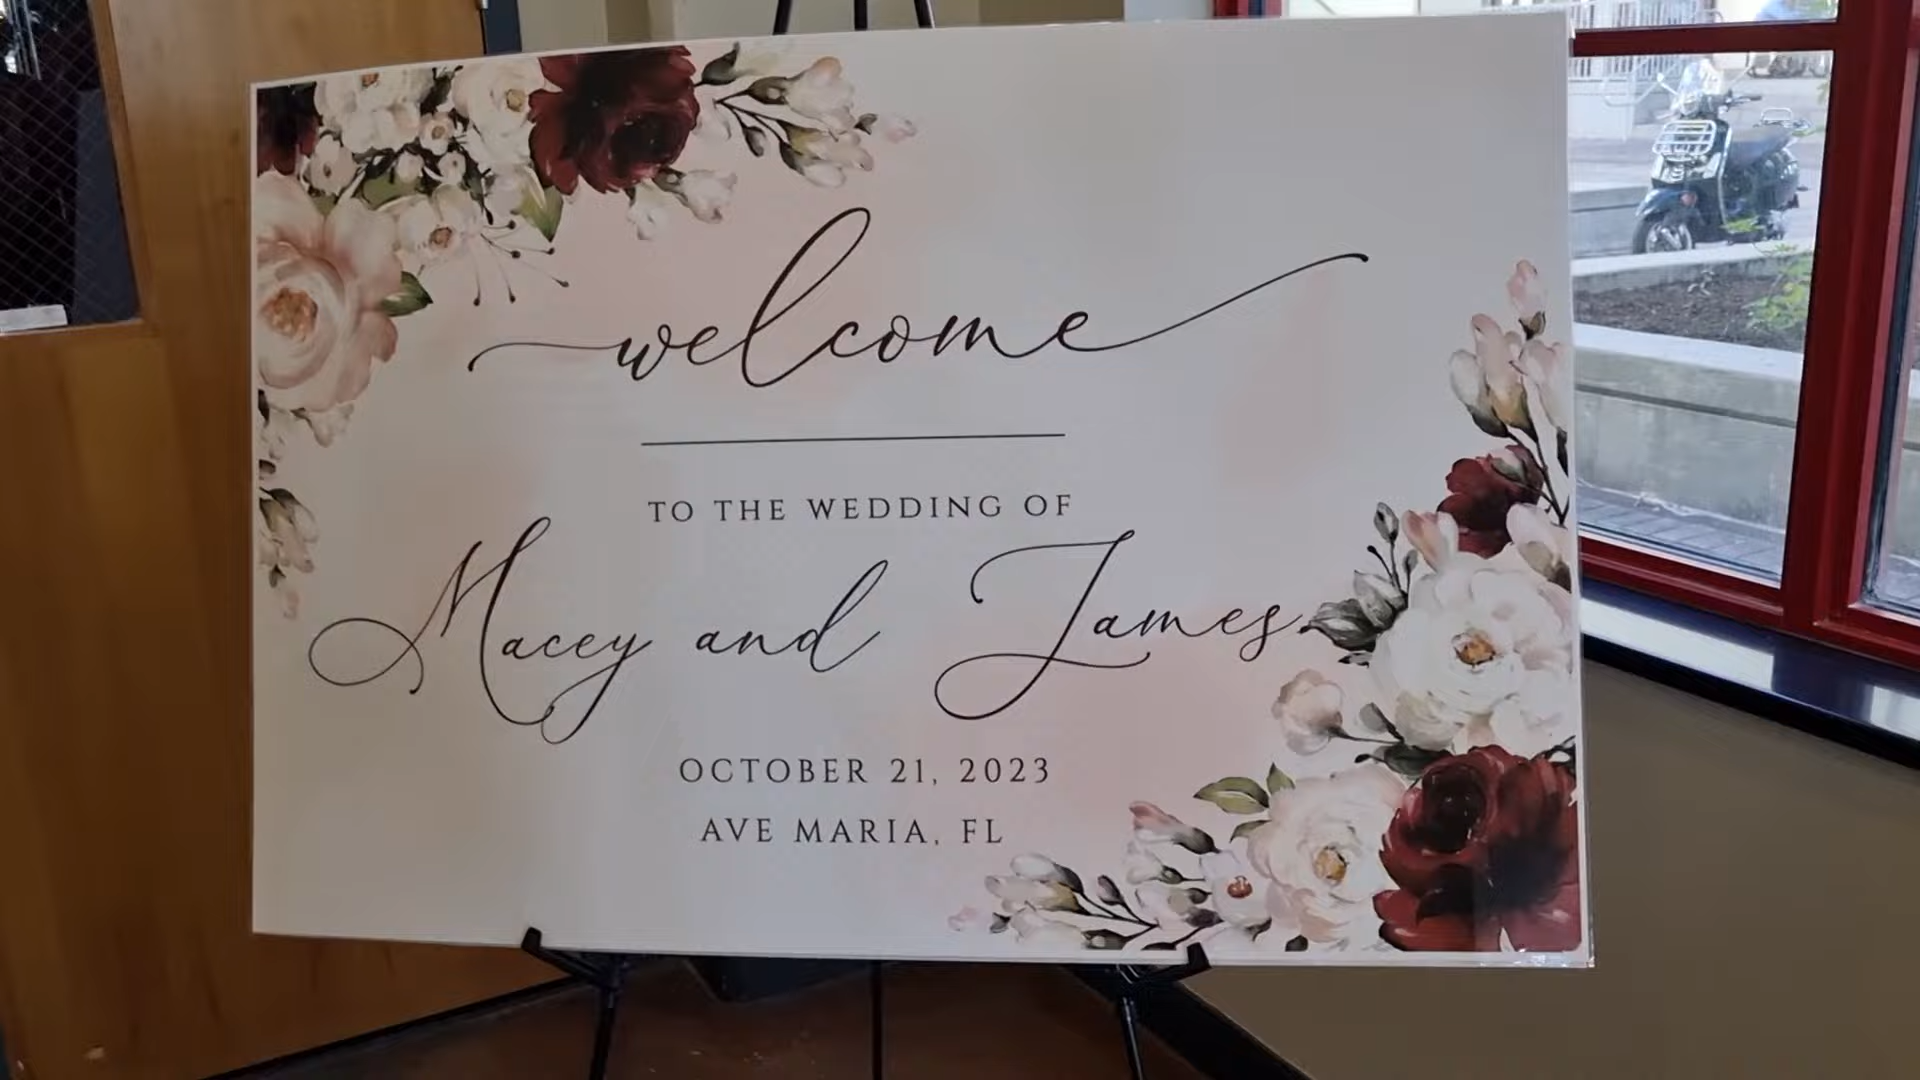 welcome
TO THE WEDDING OF
Macey and James
OCTOBER 21, 2023
AVE MARIA, FL